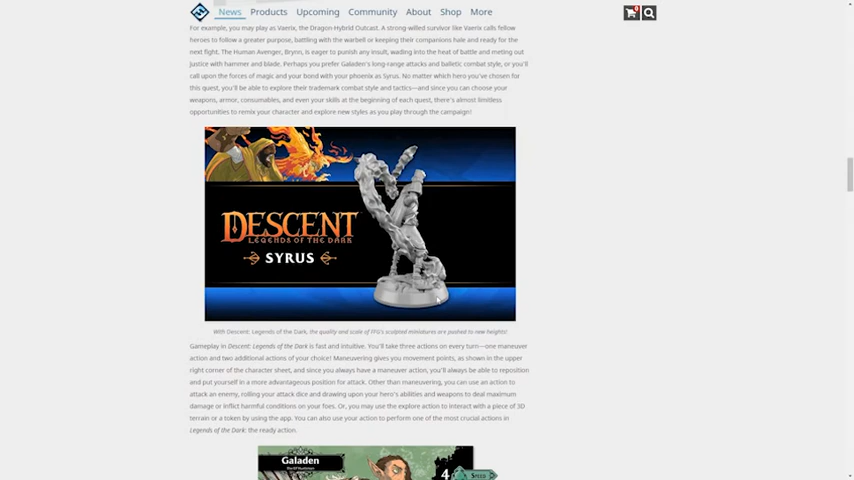 News Products Upcoming Community About Shop More
For example, you may play as Vaerix, the Dragon Hybrid Outcast. A strong-willed survivor like Vaerix calls fellow
heroes to follow a greater purpose, battling with the warbell or keeping their companions hale and ready for the
next fight. The Human Avenger, Brynn, is eager to punish any insult, wading into the heat of battle and meting out
justice with hammer and blade. Perhaps you prefer Galaden's long-range attacks and balletic combat style, or you'll
call upon the forces of magic and your bond with your phoenix as Syrus. No matter which hero you've chosen for
this quest, you'll be able to explore their trademark combat style and tactics—and since you can choose your
weapons, armor, consumables, and even your skills at the beginning of each quest, there's almost limitless
opportunities to remix your character and explore new styles as you play through the campaign!
DESCENT
LEGENDS OF THE DARK
SYRUS
With Descent: Legends of the Dark, the quality and scale of FFG's sculpted miniatures are pushed to new heights!
Gameplay in Descent: Legends of the Dark is fast and intuitive. You'll take three actions on every turn—one maneuver
action and two additional actions of your choice! Maneuvering gives you movement points, as shown in the upper
right corner of the character sheet, and since you always have a maneuver action, you'll always be able to reposition
and put yourself in a more advantageous position for attack. Other than maneuvering, you can use an action to
attack an enemy, rolling your attack dice and drawing upon your hero's abilities and weapons to deal maximum
damage or inflict harmful conditions on your foes. Or, you may use the explore action to interact with a piece of 3D
terrain or a token by using the app. You can also use your action to perform one of the most crucial actions in
Legends of the Dark: the ready action.
Galaden
4 Speed